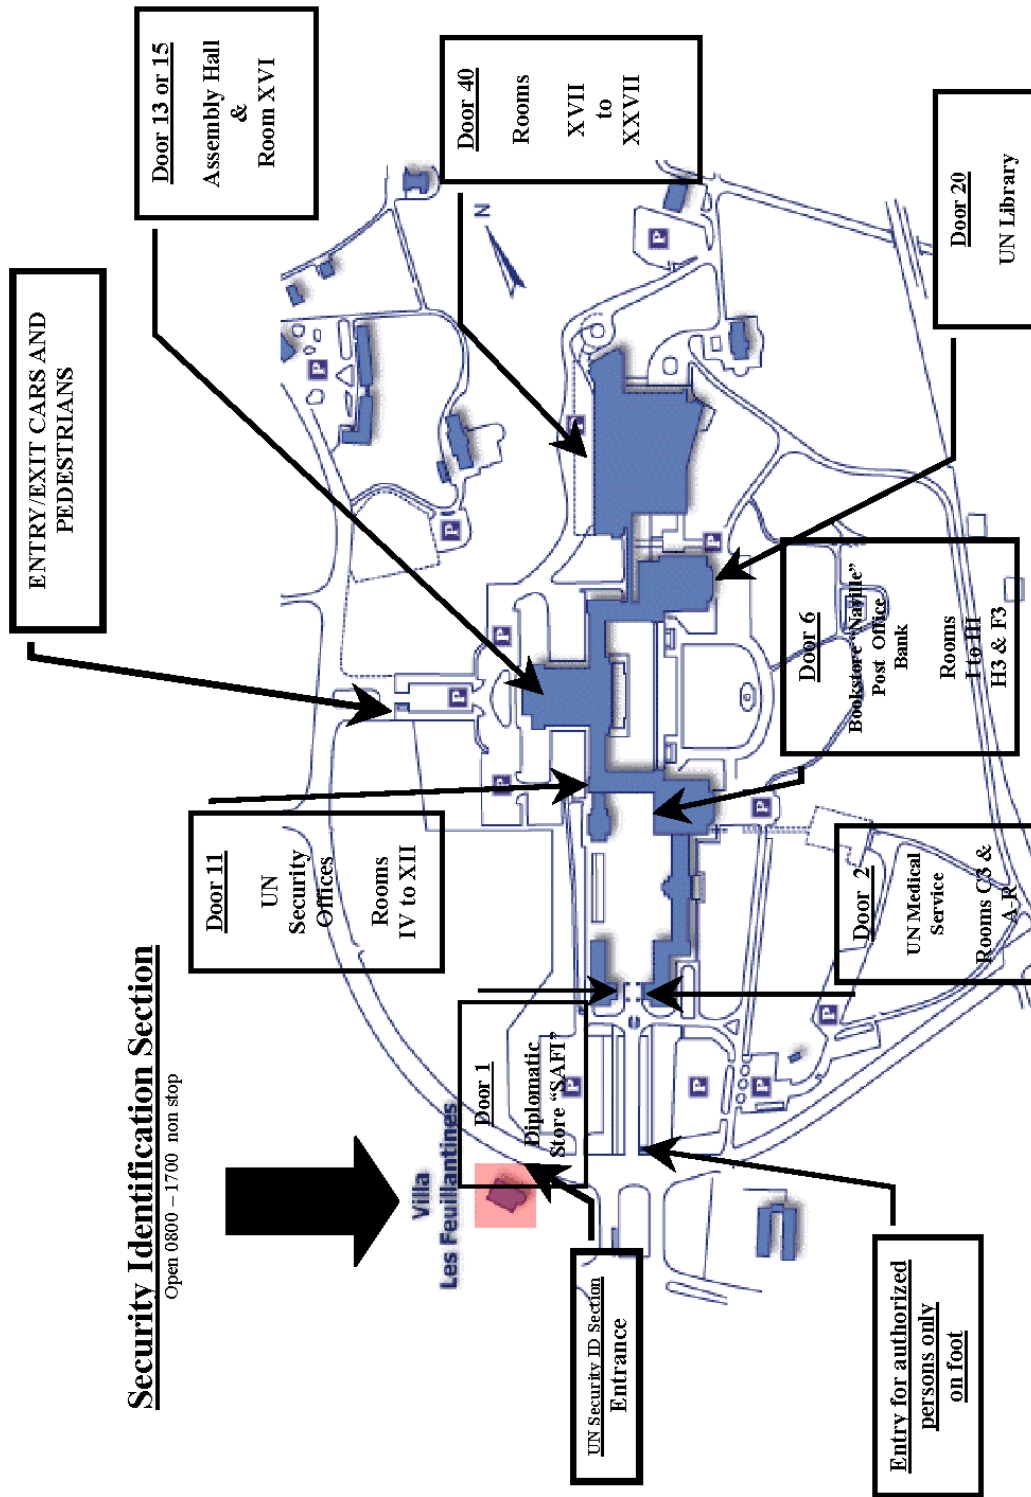 Security Identification Section
Open 0800 – 1700 non stop
Villa
Les Feuillantines
UN Security ID Section
Entrance
Entry for authorized
persons only
on foot
Door 1
Diplomatic
Store “SAFI”
Door 11
UN
Security
Offices
Rooms
IV to XII
ENTRY/EXIT CARS AND
PEDESTRIANS
Door 13 or 15
Assembly Hall
&
Room XVI
Door 40
Rooms
XVII
to
XXVII
N
Door 20
UN Library
Door 6
Bookstore “Naville”
Post Office
Bank
Rooms
I to III
H3 & F3
Door 2
UN Medical
Service
Rooms C3 &
A-R
P
P
P
P
P
P
P
P
P
P
P
P
P